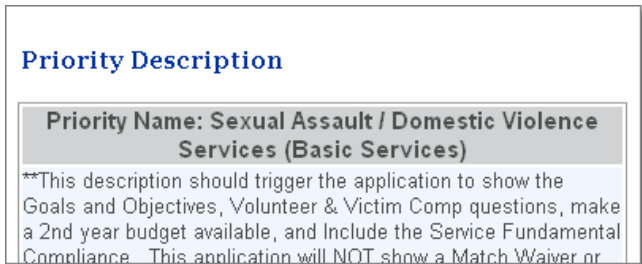 Priority Description
Priority Name: Sexual Assault / Domestic Violence
Services (Basic Services)
**This description should trigger the application to show the
Goals and Objectives, Volunteer & Victim Comp questions, make
a 2nd year budget available, and Include the Service Fundamental
Compliance. This application will NOT show a Match Waiver or